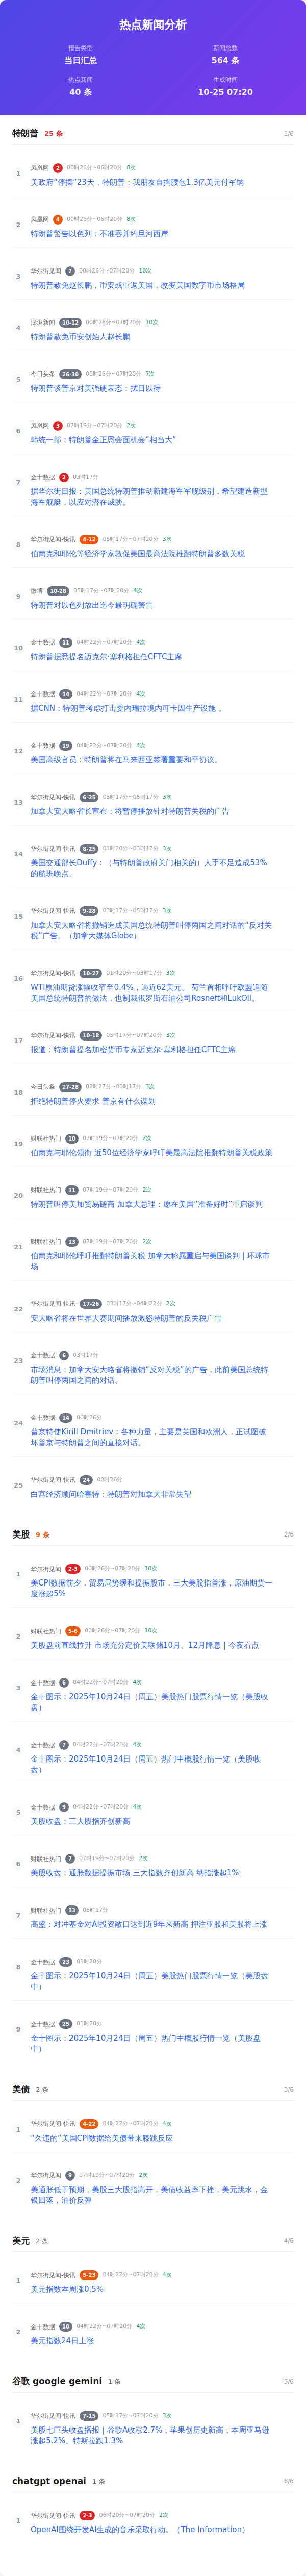 热点新闻分析
报告类型
当日汇总
新闻总数
564 条
热点新闻
40 条
生成时间
10-25 07:20
特朗普 25 条 1/6
1
凤凰网 2 00时26分~06时20分 8次
美政府“停摆”23天，特朗普：我朋友自掏腰包1.3亿美元付军饷
2
凤凰网 4 00时26分~06时20分 8次
特朗普警告以色列：不准吞并约旦河西岸
3
华尔街见闻 7 00时26分~07时20分 10次
特朗普赦免赵长鹏，币安或重返美国，改变美国数字货币市场格局
4
澎湃新闻 10-12 00时26分~07时20分 10次
特朗普赦免币安创始人赵长鹏
5
今日头条 26-30 00时26分~07时20分 7次
特朗普谈普京对美强硬表态：拭目以待
6
凤凰网 3 07时19分~07时20分 2次
韩统一部：特朗普金正恩会面机会“相当大”
7
金十数据 2 03时17分
据华尔街日报：美国总统特朗普推动新建海军军舰级别，希望建造新型
海军舰艇，以应对潜在威胁。
8
华尔街见闻-快讯 4-12 05时17分~07时20分 3次
伯南克和耶伦等经济学家敦促美国最高法院推翻特朗普多数关税
9
微博 10-28 05时17分~07时20分 4次
特朗普对以色列放出迄今最明确警告
10
金十数据 11 04时22分~07时20分 4次
特朗普据悉提名迈克尔·塞利格担任CFTC主席
11
金十数据 14 04时22分~07时20分 4次
据CNN：特朗普考虑打击委内瑞拉境内可卡因生产设施 。
12
金十数据 19 04时22分~07时20分 4次
美国高级官员：特朗普将在马来西亚签署重要和平协议。
13
华尔街见闻-快讯 6-25 03时17分~05时17分 3次
加拿大安大略省长宣布：将暂停播放针对特朗普关税的广告
14
华尔街见闻-快讯 8-25 01时20分~03时17分 3次
美国交通部长Duffy：（与特朗普政府关门相关的）人手不足造成53%
的航班晚点。
15
华尔街见闻-快讯 9-28 03时17分~05时17分 3次
加拿大安大略省将撤销造成美国总统特朗普叫停两国之间对话的“反对关
税”广告。（加拿大媒体Globe）
16
华尔街见闻-快讯 10-27 01时20分~03时17分 3次
WTI原油期货涨幅收窄至0.4%，逼近62美元。 荷兰首相呼吁欧盟追随
美国总统特朗普的做法，也制裁俄罗斯石油公司Rosneft和LukOil。
17
华尔街见闻-快讯 10-18 05时17分~07时20分 3次
报道：特朗普提名加密货币专家迈克尔·塞利格担任CFTC主席
18
今日头条 27-28 02时27分~03时17分 3次
拒绝特朗普停火要求 普京有什么谋划
19
财联社热门 10 07时19分~07时20分 2次
伯南克与耶伦领衔 近50位经济学家呼吁美最高法院推翻特朗普关税政策
20
财联社热门 11 07时19分~07时20分 2次
特朗普叫停美加贸易磋商 加拿大总理：愿在美国“准备好时”重启谈判
21
财联社热门 13 07时19分~07时20分 2次
伯南克和耶伦呼吁推翻特朗普关税 加拿大称愿重启与美国谈判 | 环球市
场
22
华尔街见闻-快讯 17-26 03时17分~04时22分 2次
安大略省将在世界大赛期间播放激怒特朗普的反关税广告
23
金十数据 6 03时17分
市场消息：加拿大安大略省将撤销“反对关税”的广告，此前美国总统特
朗普叫停两国之间的对话。
24
金十数据 14 00时26分
普京特使Kirill Dmitriev：各种力量，主要是英国和欧洲人，正试图破
坏普京与特朗普之间的直接对话。
25
华尔街见闻-快讯 24 00时26分
白宫经济顾问哈塞特：特朗普对加拿大非常失望
美股 9 条 2/6
1
华尔街见闻 2-3 00时26分~07时20分 10次
美CPI数据前夕，贸易局势缓和提振股市，三大美股指普涨，原油期货一
度涨超5%
2
财联社热门 5-6 00时26分~07时20分 10次
美股盘前直线拉升 市场充分定价美联储10月、12月降息 | 今夜看点
3
金十数据 6 04时22分~07时20分 4次
金十图示：2025年10月24日（周五）美股热门股票行情一览（美股收
盘）
4
金十数据 7 04时22分~07时20分 4次
金十图示：2025年10月24日（周五）热门中概股行情一览（美股收
盘）
5
金十数据 9 04时22分~07时20分 4次
美股收盘：三大股指齐创新高
6
财联社热门 7 07时19分~07时20分 2次
美股收盘：通胀数据提振市场 三大指数齐创新高 纳指涨超1%
7
财联社热门 13 05时17分
高盛：对冲基金对AI投资敞口达到近9年来新高 押注亚股和美股将上涨
8
金十数据 23 01时20分
金十图示：2025年10月24日（周五）美股热门股票行情一览（美股盘
中）
9
金十数据 25 01时20分
金十图示：2025年10月24日（周五）热门中概股行情一览（美股盘
中）
美债 2 条 3/6
1
华尔街见闻-快讯 4-22 04时22分~07时20分 4次
“久违的”美国CPI数据给美债带来膝跳反应
2
华尔街见闻 9 07时19分~07时20分 2次
美通胀低于预期，美股三大股指高开，美债收益率下挫，美元跳水，金
银回落，油价反弹
美元 2 条 4/6
1
华尔街见闻-快讯 5-23 04时22分~07时20分 4次
美元指数本周涨0.5%
2
金十数据 10 04时22分~07时20分 4次
美元指数24日上涨
谷歌 google gemini 1 条 5/6
1
华尔街见闻-快讯 7-15 05时17分~07时20分 3次
美股七巨头收盘播报｜谷歌A收涨2.7%，苹果创历史新高，本周亚马逊
涨超5.2%、特斯拉跌1.3%
chatgpt openai 1 条 6/6
1
华尔街见闻-快讯 2-3 06时20分~07时20分 2次
OpenAI围绕开发AI生成的音乐采取行动。（The Information）